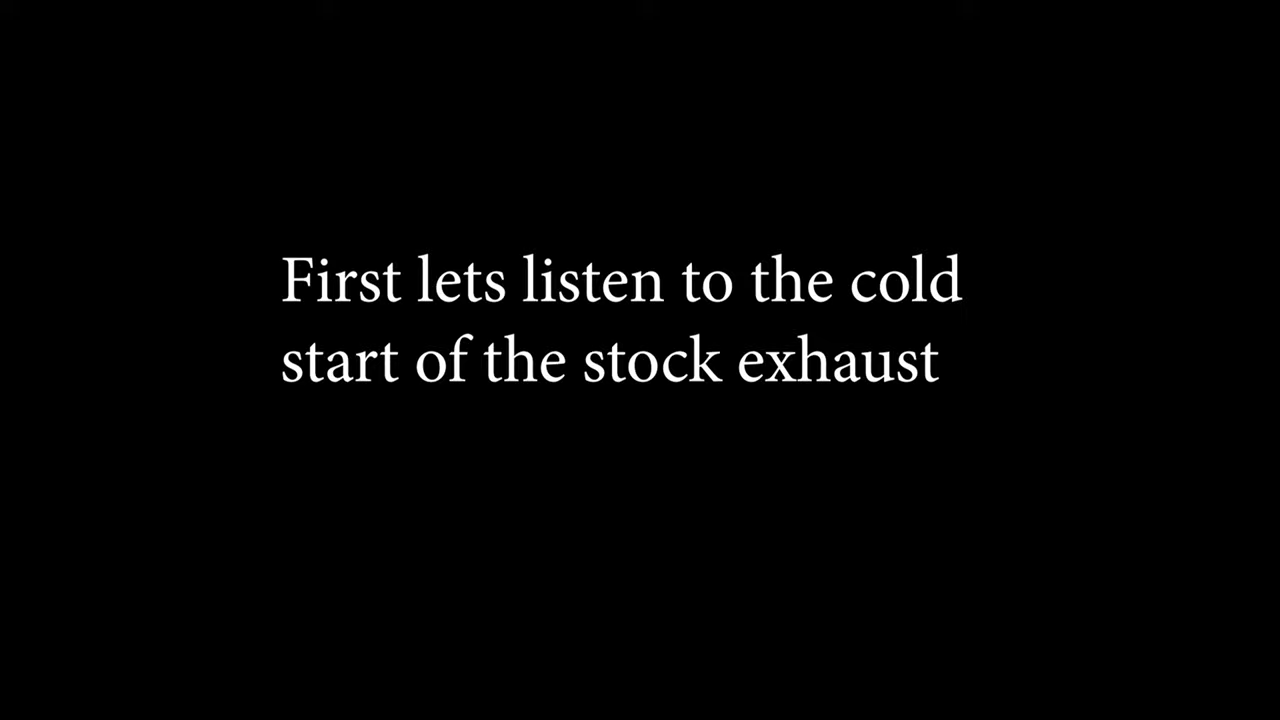 First lets listen to the cold
start of the stock exhaust